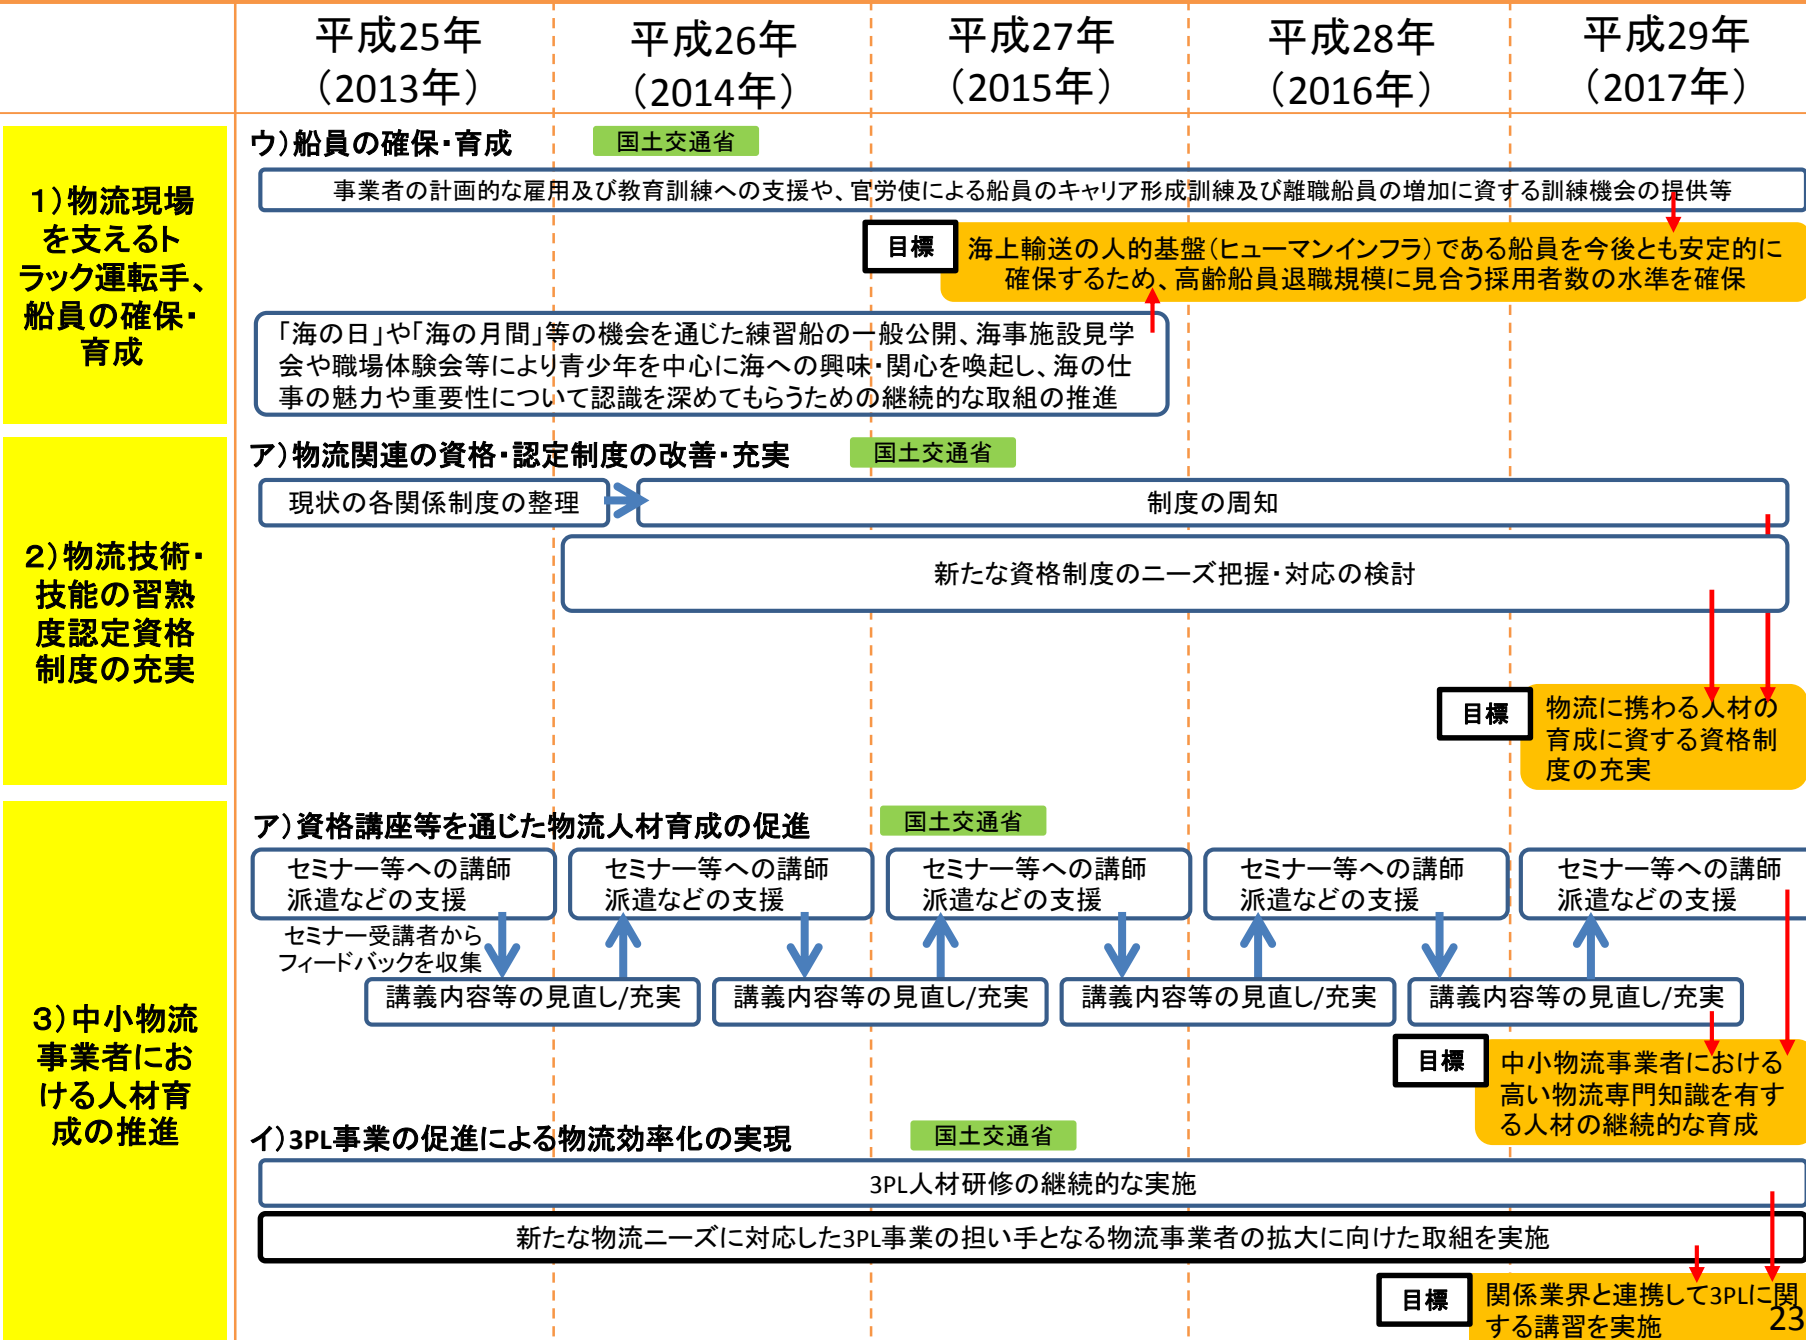 平成25年
（2013年）
平成26年
（2014年）
平成27年
（2015年）
平成28年
（2016年）
平成29年
（2017年）
1）物流現場
を支えるト
ラック運転手、
船員の確保・
育成
ウ）船員の確保・育成
国土交通省
事業者の計画的な雇用及び教育訓練への支援や、官労使による船員のキャリア形成訓練及び離職船員の増加に資する訓練機会の提供等
目標
海上輸送の人的基盤（ヒューマンインフラ）である船員を今後とも安定的に
確保するため、高齢船員退職規模に見合う採用者数の水準を確保
「海の日」や「海の月間」等の機会を通じた練習船の一般公開、海事施設見学
会や職場体験会等により青少年を中心に海への興味・関心を喚起し、海の仕
事の魅力や重要性について認識を深めてもらうための継続的な取組の推進
2）物流技術・
技能の習熟
度認定資格
制度の充実
ア）物流関連の資格・認定制度の改善・充実
国土交通省
現状の各関係制度の整理
制度の周知
新たな資格制度のニーズ把握・対応の検討
目標
物流に携わる人材の
育成に資する資格制
度の充実
3）中小物流
事業者にお
ける人材育
成の推進
ア）資格講座等を通じた物流人材育成の促進
国土交通省
セミナー等への講師
派遣などの支援
セミナー等への講師
派遣などの支援
セミナー等への講師
派遣などの支援
セミナー等への講師
派遣などの支援
セミナー等への講師
派遣などの支援
セミナー受講者から
フィードバックを収集
講義内容等の見直し/充実
講義内容等の見直し/充実
講義内容等の見直し/充実
講義内容等の見直し/充実
目標
中小物流事業者における
高い物流専門知識を有す
る人材の継続的な育成
イ）3PL事業の促進による物流効率化の実現
国土交通省
3PL人材研修の継続的な実施
新たな物流ニーズに対応した3PL事業の担い手となる物流事業者の拡大に向けた取組を実施
目標
関係業界と連携して3PLに関
する講習を実施
23